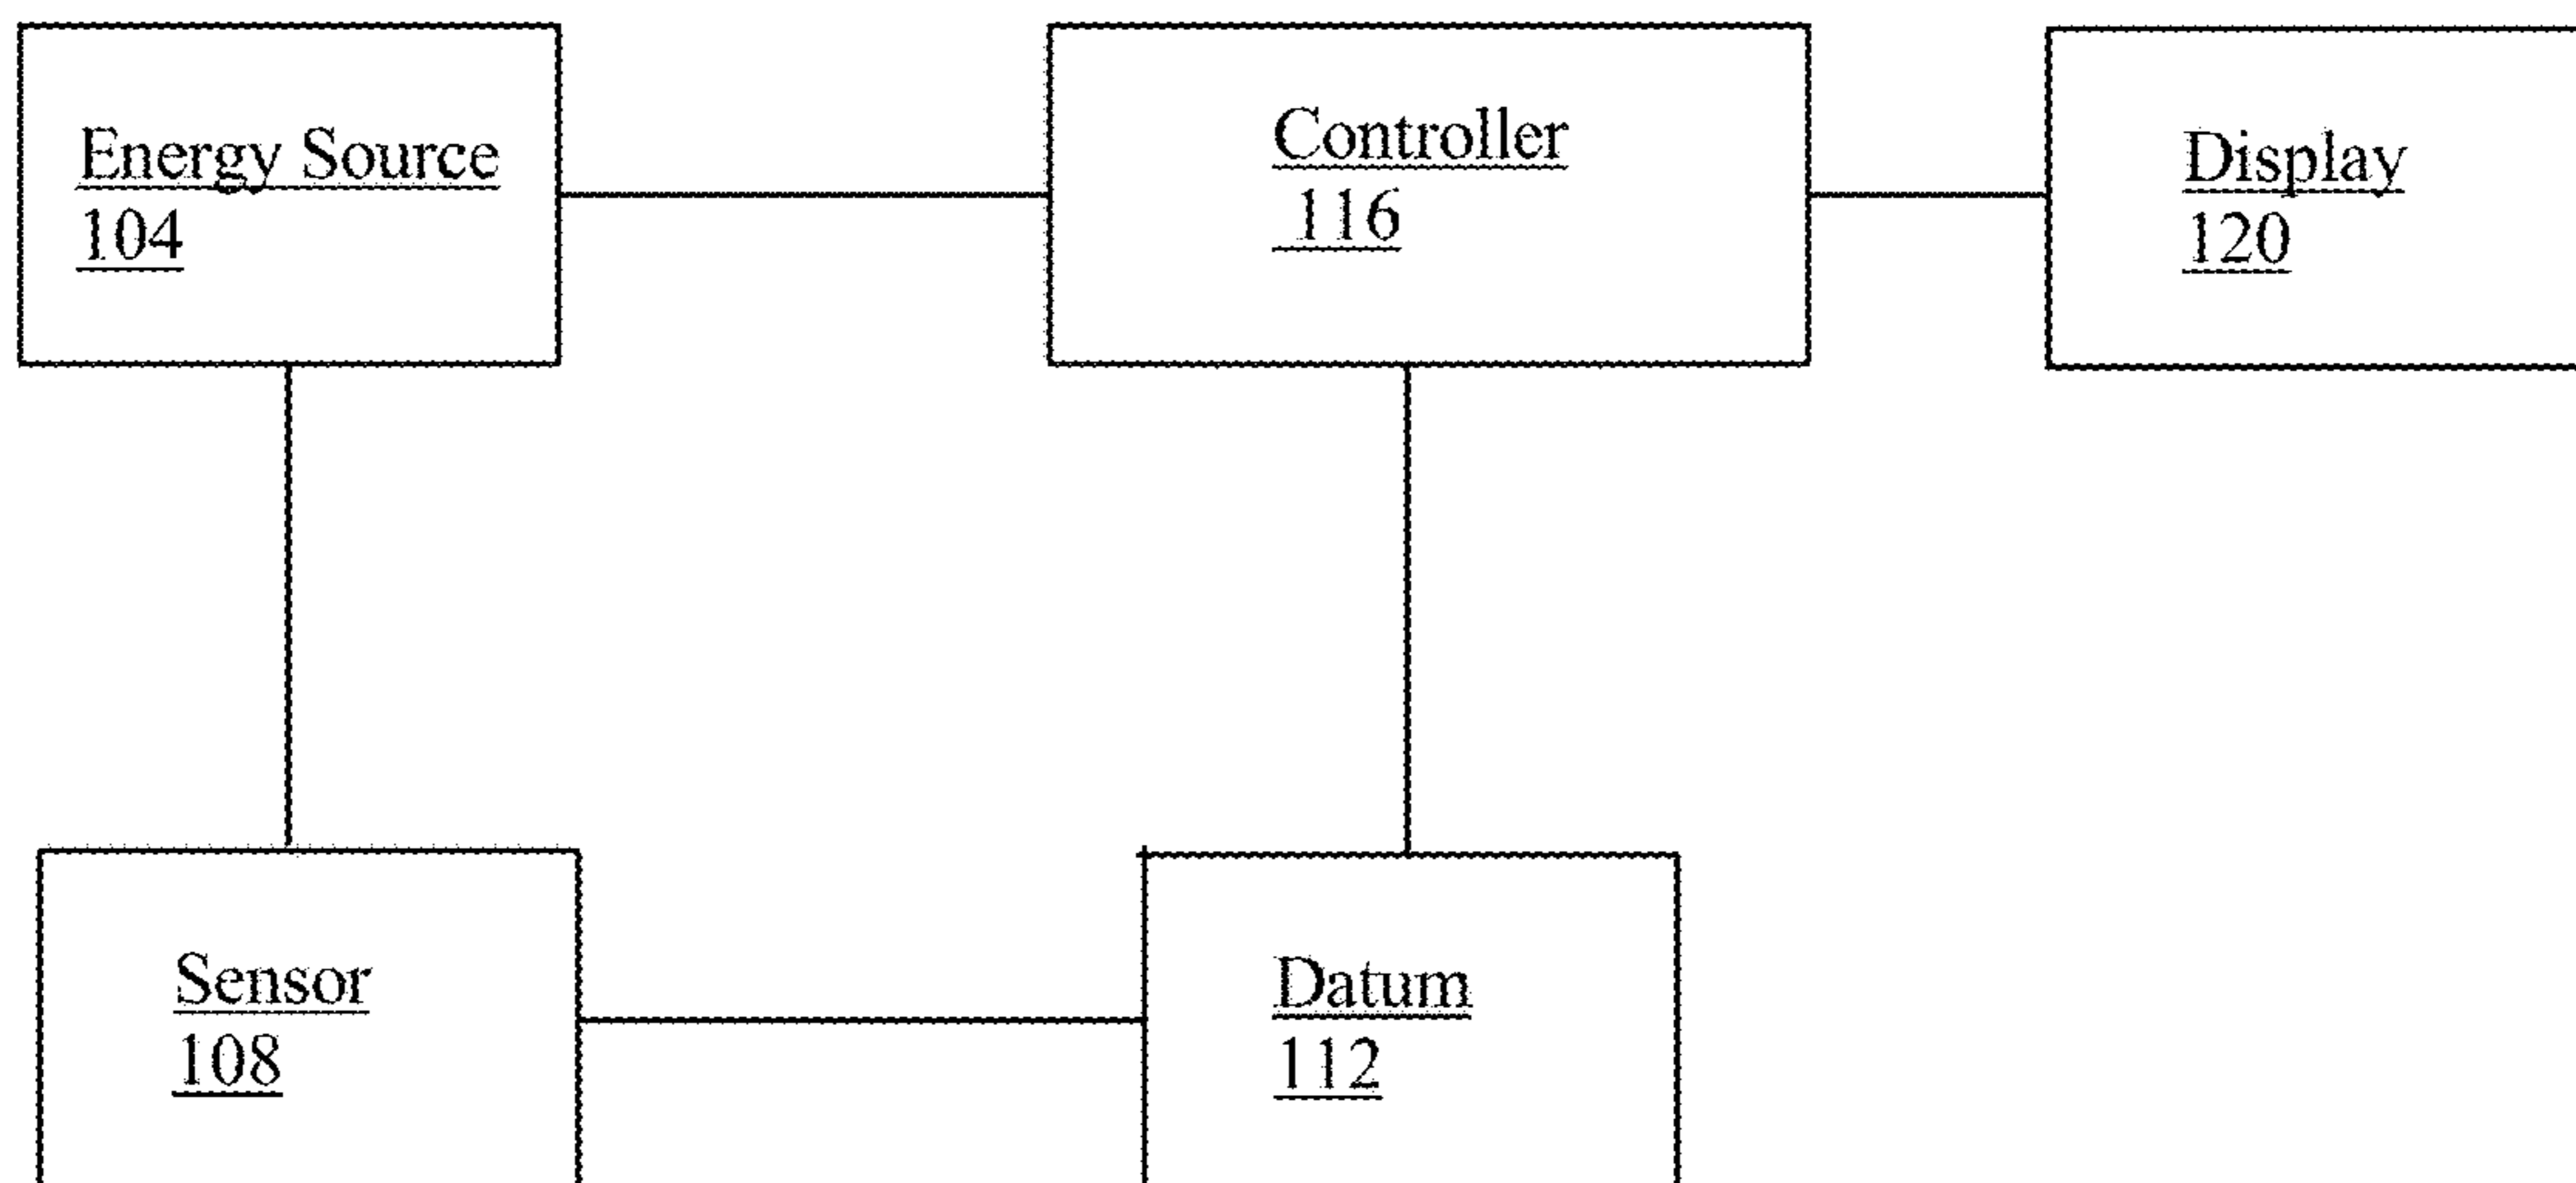 Energy Source
104
Controller
116
Display
120
Sensor
108
Datum
112